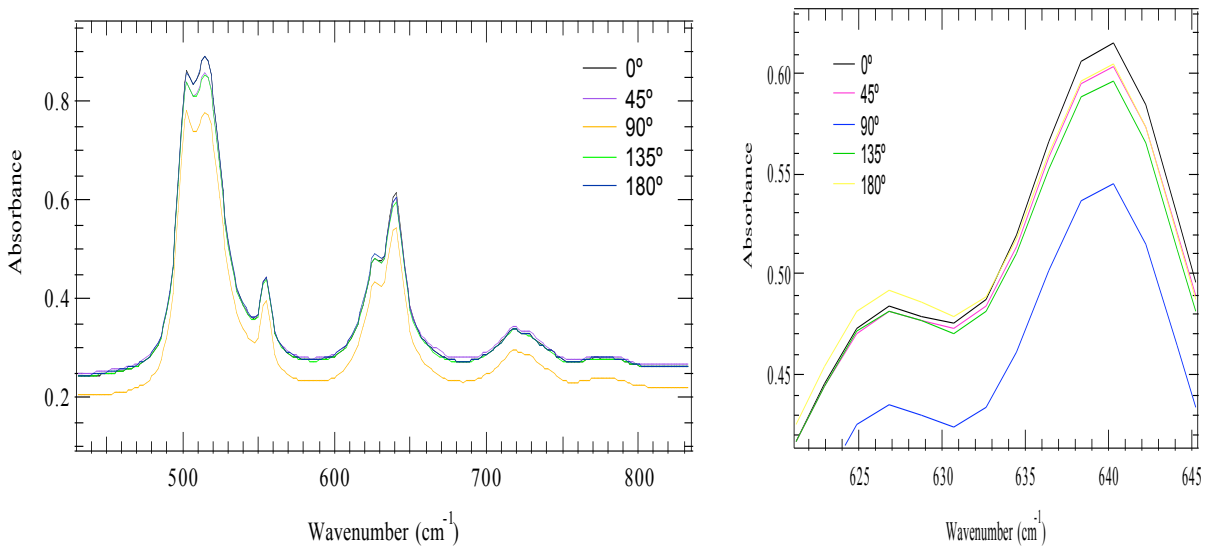 0.8
0.6
0.4
0.2
Absorbance
0º
45º
90º
135º
180º
500
600
700
800
Wavenumber (cm⁻¹)
0.60
0.55
0.50
0.45
Absorbance
0º
45º
90º
135º
180º
625
630
635
640
645
Wavenumber (cm⁻¹)